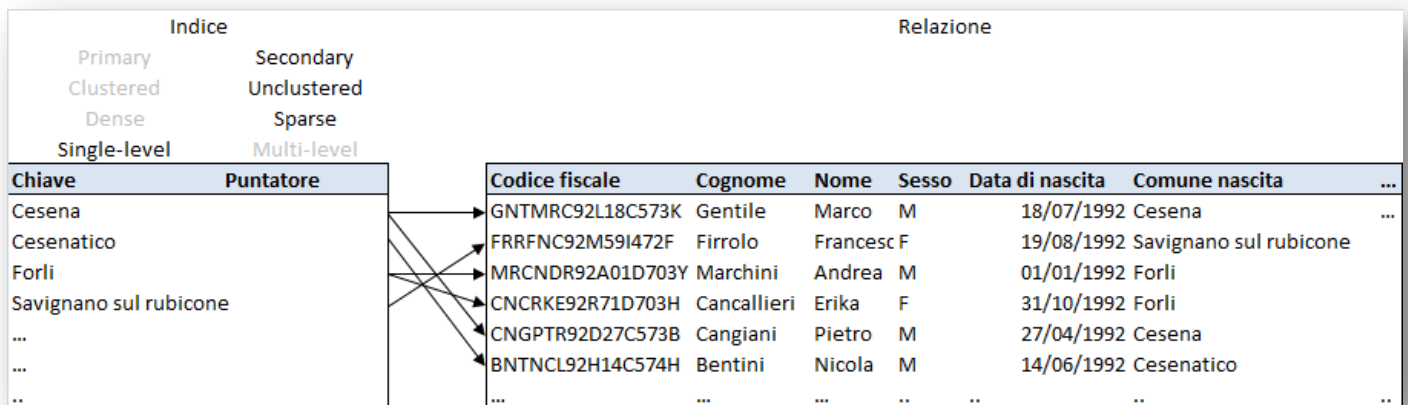 Indice Relazione
Primary Secondary
Clustered Unclustered
Dense Sparse
Single-level Multi-level
Chiave Puntatore Codice fiscale Cognome Nome Sesso Data di nascita Comune nascita ...
Cesena GNTMRC92L18C573K Gentile Marco M 18/07/1992 Cesena ...
Cesenatico FRRFNC92M59I472F Firrolo Francesc F 19/08/1992 Savignano sul rubicone
Forli MRCNDR92A01D703Y Marchini Andrea M 01/01/1992 Forli
Savignano sul rubicone CNCRKE92R71D703H Cancallieri Erika F 31/10/1992 Forli
... CNGPTR92D27C573B Cangiani Pietro M 27/04/1992 Cesena
... BNTNCL92H14C574H Bentini Nicola M 14/06/1992 Cesenatico
.. ... ... ... .. .. .. ..